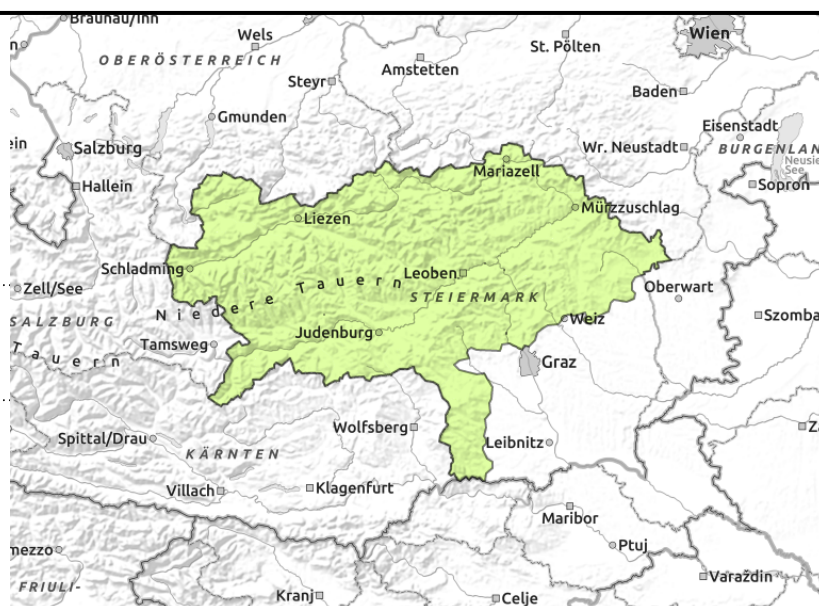 Braunau/Inn
Wels
Wien
St. Pölten
OBERÖSTERREICH
Amstetten
Steyr
Baden
Gmunden
Eisenstadt
Salzburg
Wr. Neustadt
BURGENLAN
Neusie
See
Mariazell
Hallein
Sopron
Mürzzuschlag
Liezen
Schladming
Leoben
Zell/See
Niedere Tauern
STEIERMARK
Oberwart
SALZBURG
Weiz
Szomba
Judenburg
Tamsweg
Tauern
Graz
Wolfsberg
Spittal/Drau
Leibnitz
KÄRNTEN
Villach
Klagenfurt
Maribor
mezzo
Ptuj
Varaždin
FRIULI-
Kranj
Celje